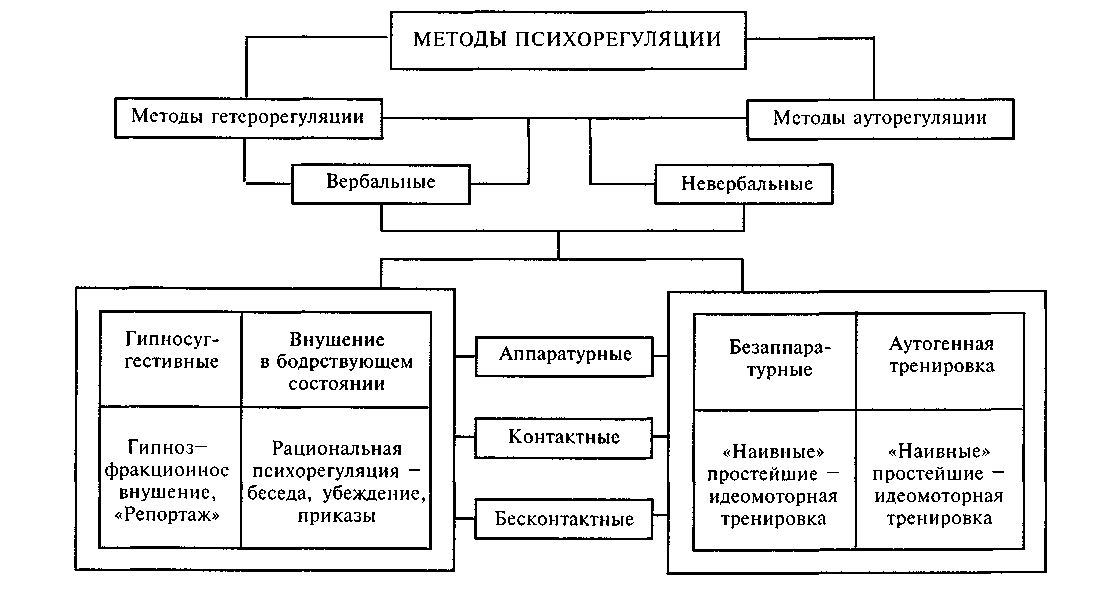 МЕТОДЫ ПСИХОРЕГУЛЯЦИИ
Методы гетерорегуляции
Методы ауторегуляции
Вербальные
Невербальные
Гипносуг-
гестивные
Внушение
в бодрствующем
состоянии
Гипноз—
фракционное
внушение,
«Репортаж»
Рациональная
психорегуляция —
беседа, убеждение,
приказы
Аппаратурные
Контактные
Бесконтактные
Безаппара-
турные
Аутогенная
тренировка
«Наивные»
простейшие —
идеомоторная
тренировка
«Наивные»
простейшие —
идеомоторная
тренировка